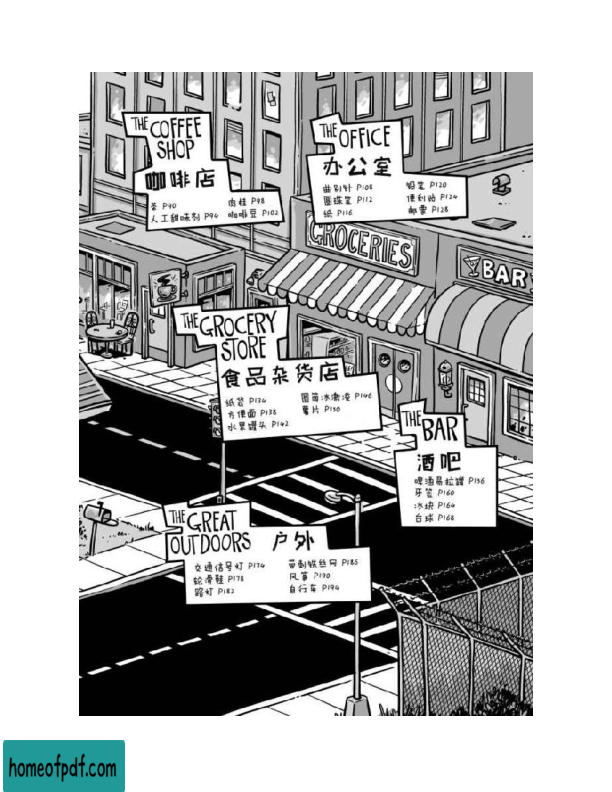 THE COFFEE
SHOP
咖啡店
茶 P90
肉桂 P98
人工甜味剂 P94
咖啡豆 P102
THE OFFICE
办公室
曲别针 P108
铅笔 P120
圆珠笔 P112
便利贴 P124
纸 P116
邮票 P128
GROCERIES
BAR
THE GROCERY
STORE
食品杂货店
纸袋 P134
圆筒冰激凌 P146
方便面 P138
薯片 P150
水果罐头 P142
THE BAR
酒吧
啤酒易拉罐 P156
牙签 P160
冰块 P164
台球 P168
THE GREAT
OUTDOORS
户外
交通信号灯 P174
带刺铁丝网 P185
轮滑鞋 P178
风筝 P190
路灯 P182
自行车 P194
homeofpdf.com